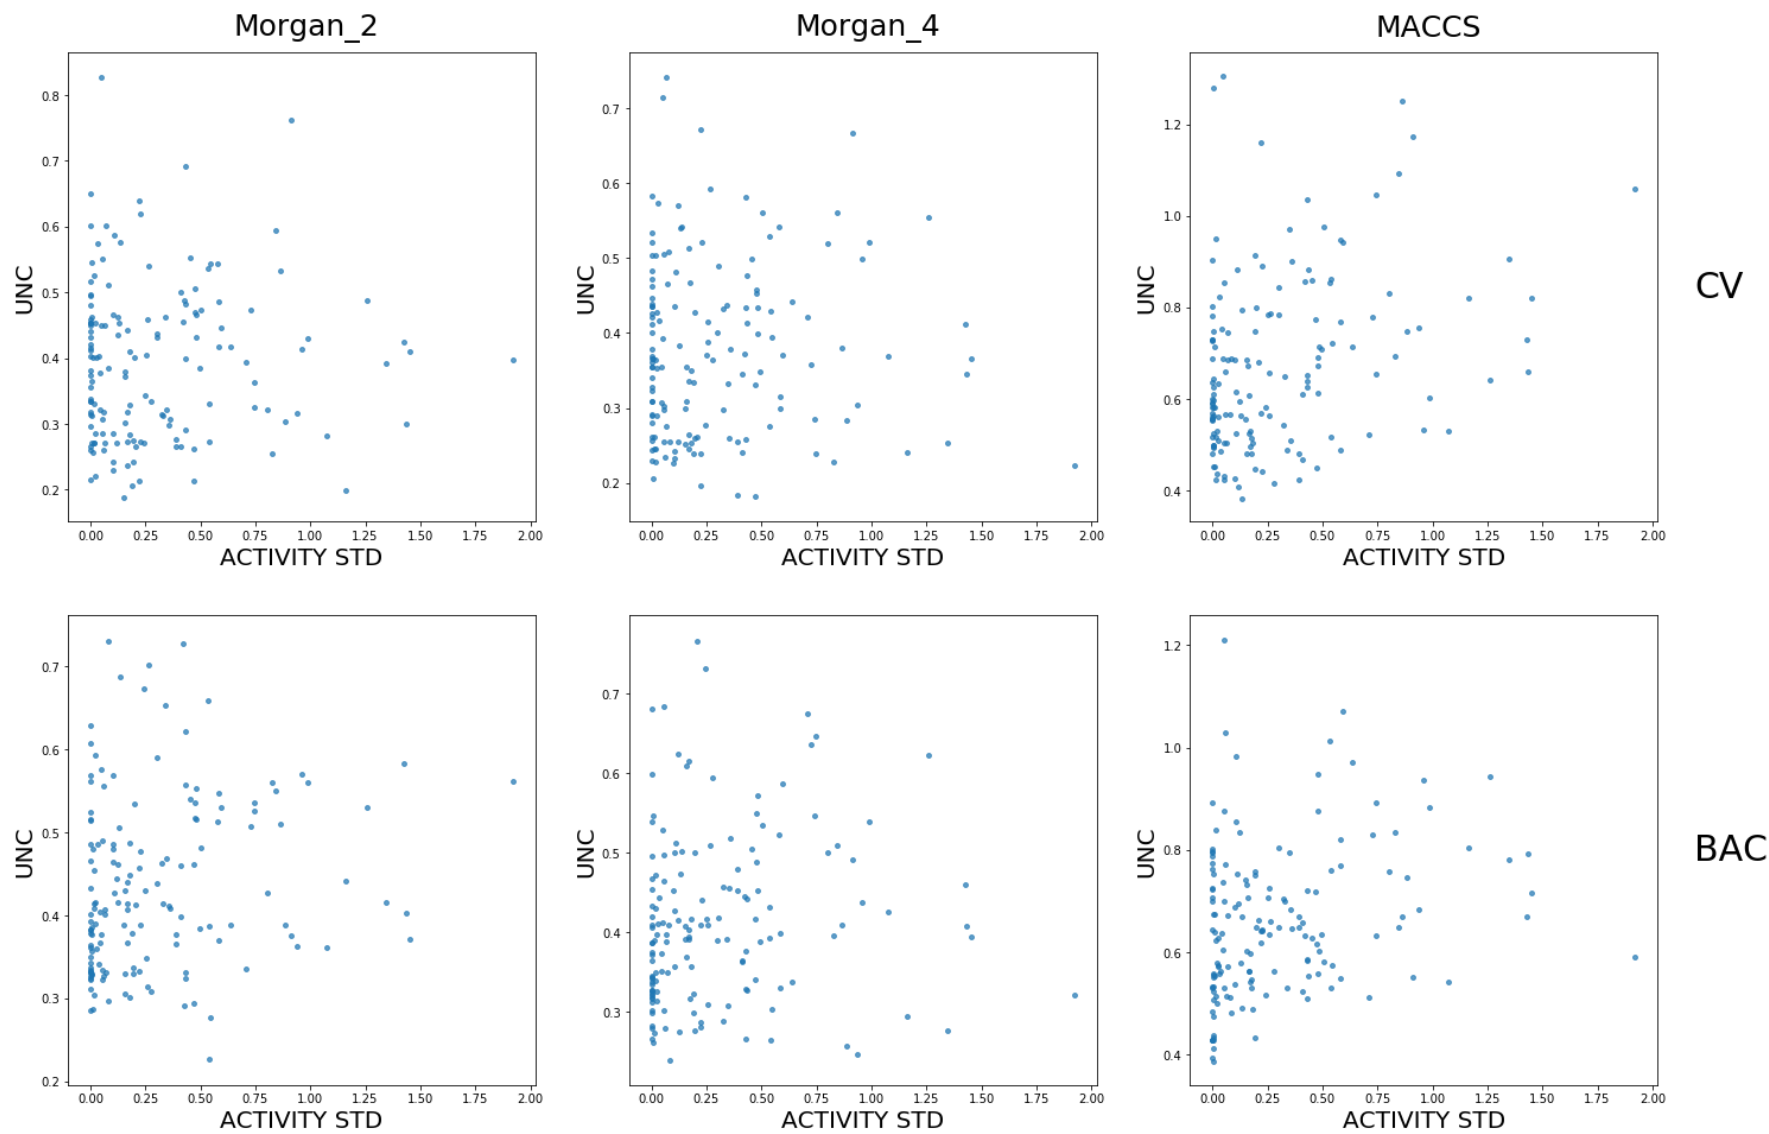 Morgan_2 Morgan_4 MACCS
0.8 0.7 0.6 0.5 0.4 0.3 0.2
UNC
0.00 0.25 0.50 0.75 1.00 1.25 1.50 1.75 2.00
ACTIVITY STD
0.7 0.6 0.5 0.4 0.3 0.2
UNC
0.00 0.25 0.50 0.75 1.00 1.25 1.50 1.75 2.00
ACTIVITY STD
1.2 1.0 0.8 0.6 0.4
UNC
0.00 0.25 0.50 0.75 1.00 1.25 1.50 1.75 2.00
ACTIVITY STD
CV
0.7 0.6 0.5 0.4 0.3 0.2
UNC
0.00 0.25 0.50 0.75 1.00 1.25 1.50 1.75 2.00
ACTIVITY STD
0.7 0.6 0.5 0.4 0.3
UNC
0.00 0.25 0.50 0.75 1.00 1.25 1.50 1.75 2.00
ACTIVITY STD
1.2 1.0 0.8 0.6 0.4
UNC
0.00 0.25 0.50 0.75 1.00 1.25 1.50 1.75 2.00
ACTIVITY STD
BAC